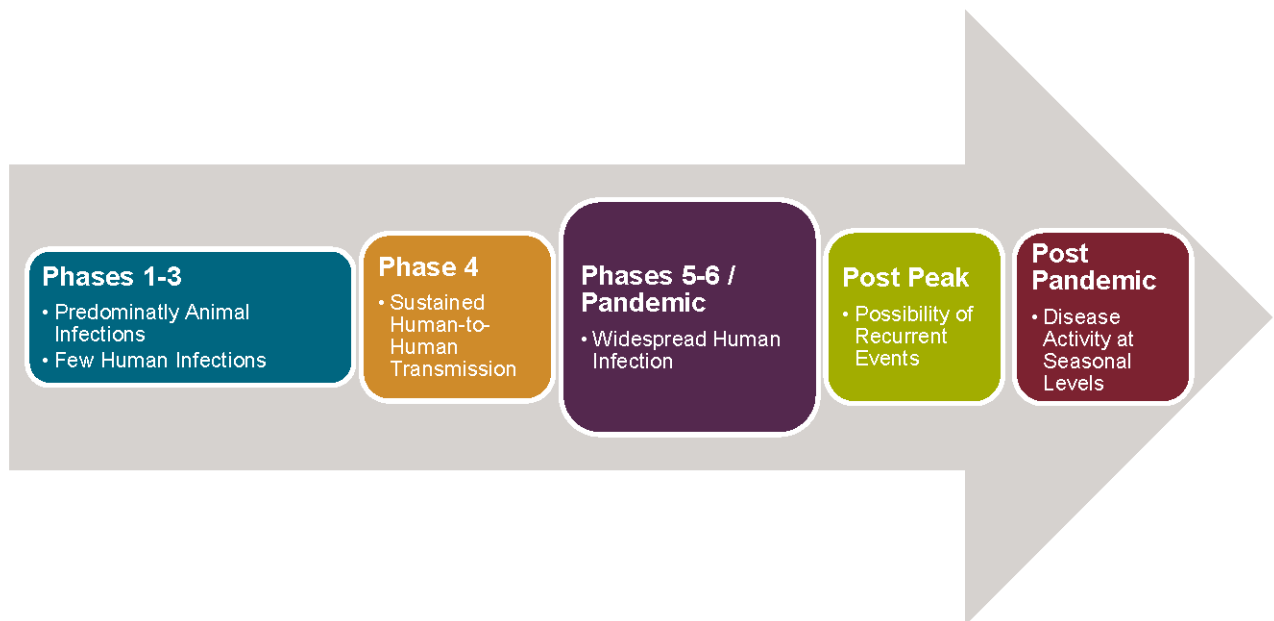 Phases 1-3
• Predominatly Animal
Infections
• Few Human Infections
Phase 4
• Sustained
Human-to-
Human
Transmission
Phases 5-6 /
Pandemic
• Widespread Human
Infection
Post Peak
• Possibility of
Recurrent
Events
Post
Pandemic
• Disease
Activity at
Seasonal
Levels